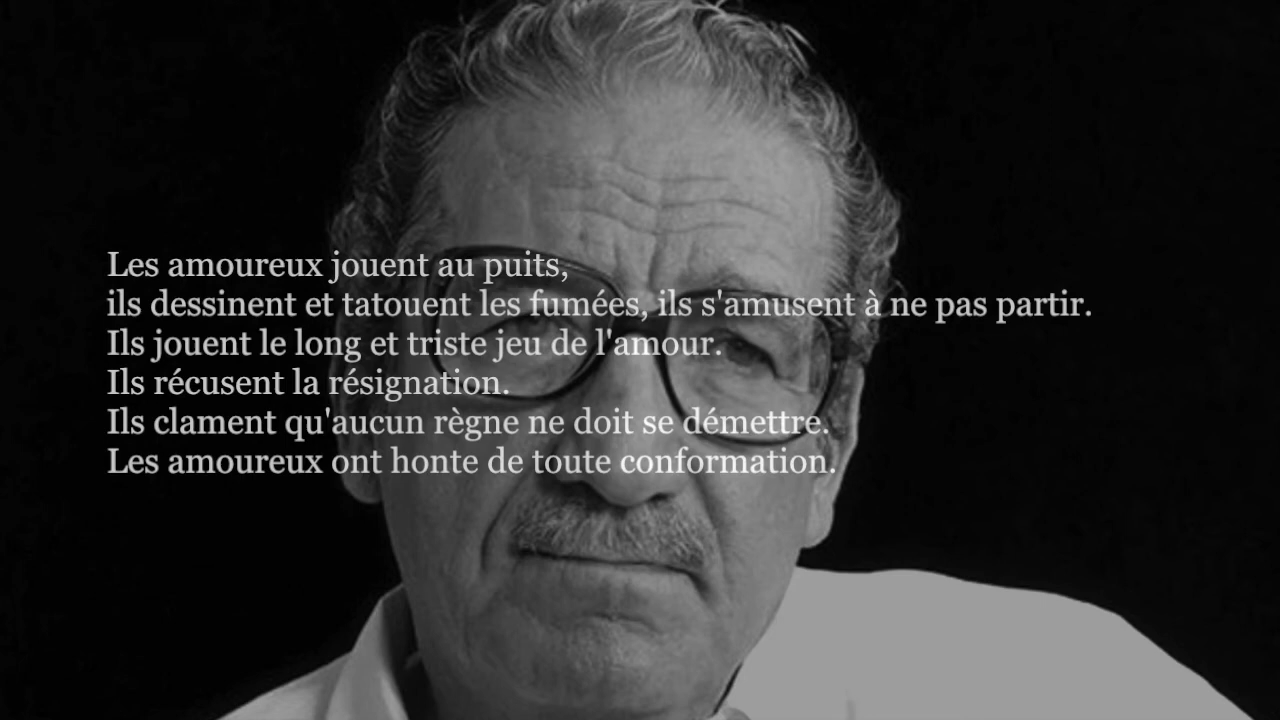 Les amoureux jouent au puits,
ils dessinent et tatouent les fumées, ils s'amusent à ne pas partir.
Ils jouent le long et triste jeu de l'amour.
Ils récusent la résignation.
Ils clament qu'aucun règne ne doit se démettre.
Les amoureux ont honte de toute conformation.